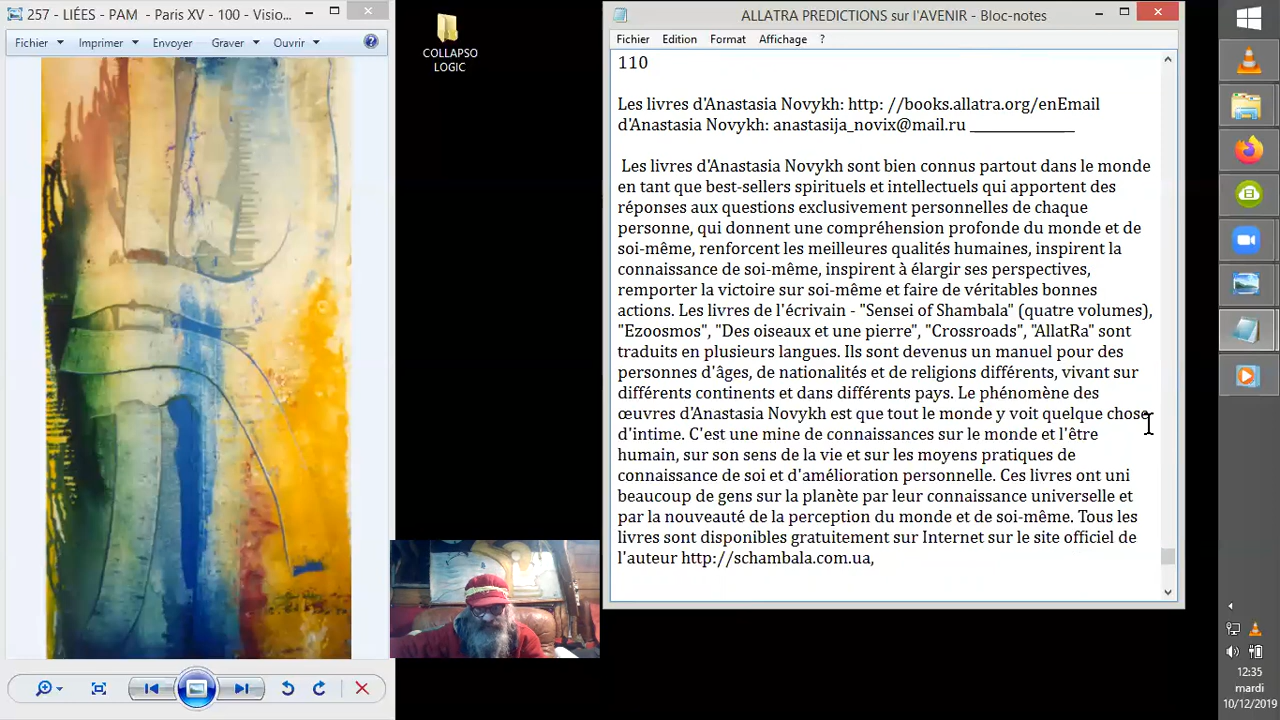 257 - LIÉES - PAM - Paris XV - 100 - Visio...
Fichier Imprimer Envoyer Graver Ouvrir
COLLAPSO
LOGIC
ALLATRA PREDICTIONS sur l'AVENIR - Bloc-notes
Fichier Edition Format Affichage ?
110
Les livres d'Anastasia Novykh: http: //books.allatra.org/enEmail
d'Anastasia Novykh: anastasija_novix@mail.ru ______________
Les livres d'Anastasia Novykh sont bien connus partout dans le monde
en tant que best-sellers spirituels et intellectuels qui apportent des
réponses aux questions exclusivement personnelles de chaque
personne, qui donnent une compréhension profonde du monde et de
soi-même, renforcent les meilleures qualités humaines, inspirent la
connaissance de soi-même, inspirent à élargir ses perspectives,
remporter la victoire sur soi-même et faire de véritables bonnes
actions. Les livres de l'écrivain - "Sensei of Shambala" (quatre volumes),
"Ezoosmos", "Des oiseaux et une pierre", "Crossroads", "AllatRa" sont
traduits en plusieurs langues. Ils sont devenus un manuel pour des
personnes d'âges, de nationalités et de religions différents, vivant sur
différents continents et dans différents pays. Le phénomène des
œuvres d'Anastasia Novykh est que tout le monde y voit quelque chose
d'intime. C'est une mine de connaissances sur le monde et l'être
humain, sur son sens de la vie et sur les moyens pratiques de
connaissance de soi et d'amélioration personnelle. Ces livres ont uni
beaucoup de gens sur la planète par leur connaissance universelle et
par la nouveauté de la perception du monde et de soi-même. Tous les
livres sont disponibles gratuitement sur Internet sur le site officiel de
l'auteur http://schambala.com.ua,
12:35
mardi
10/12/2019